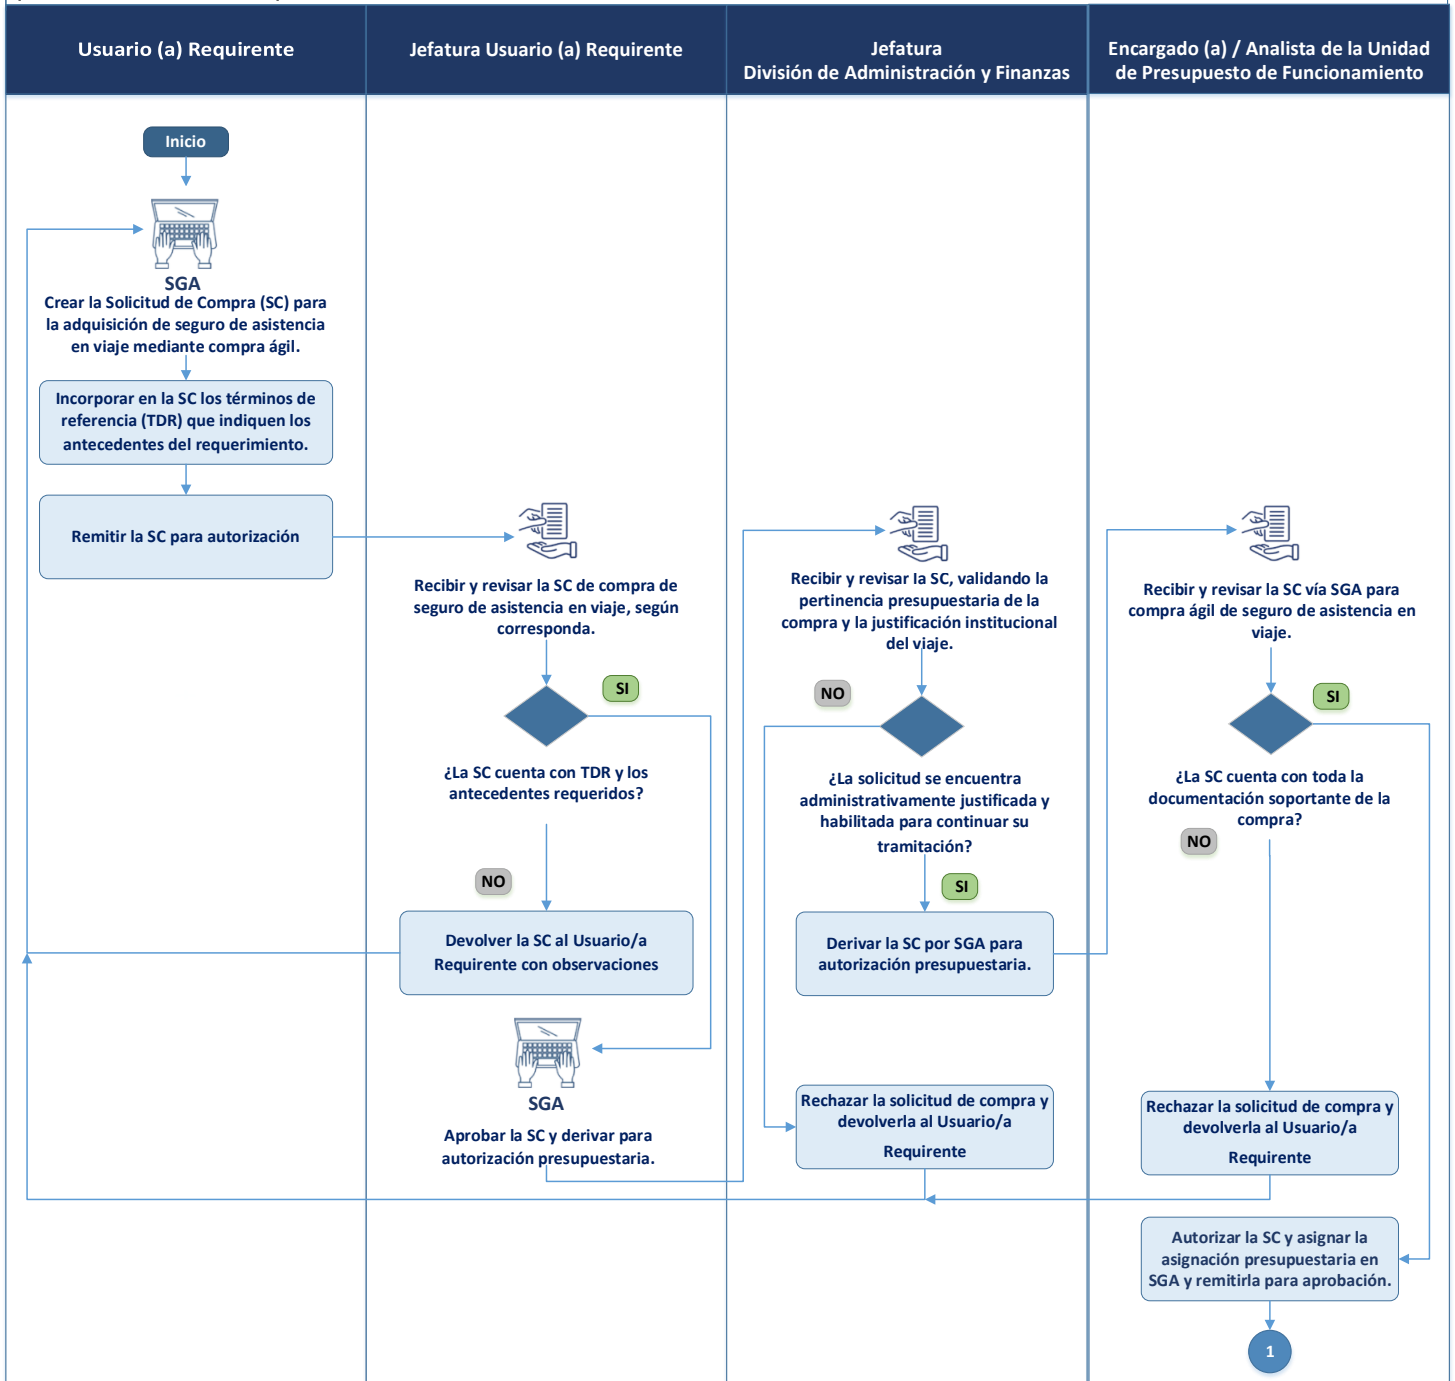 Usuario (a) Requirente
Jefatura Usuario (a) Requirente
Jefatura
División de Administración y Finanzas
Encargado (a) / Analista de la Unidad
de Presupuesto de Funcionamiento
Inicio
SGA
Crear la Solicitud de Compra (SC) para
la adquisición de seguro de asistencia
en viaje mediante compra ágil.
Incorporar en la SC los términos de
referencia (TDR) que indiquen los
antecedentes del requerimiento.
Remitir la SC para autorización
Recibir y revisar la SC de compra de
seguro de asistencia en viaje, según
corresponda.
SI
¿La SC cuenta con TDR y los
antecedentes requeridos?
NO
Devolver la SC al Usuario/a
Requirente con observaciones
SGA
Aprobar la SC y derivar para
autorización presupuestaria.
Recibir y revisar la SC, validando la
pertinencia presupuestaria de la
compra y la justificación institucional
del viaje.
NO
¿La solicitud se encuentra
administrativamente justificada y
habilitada para continuar su
tramitación?
SI
Derivar la SC por SGA para
autorización presupuestaria.
Rechazar la solicitud de compra y
devolverla al Usuario/a
Requirente
Recibir y revisar la SC vía SGA para
compra ágil de seguro de asistencia en
viaje.
SI
¿La SC cuenta con toda la
documentación soportante de la
compra?
NO
Rechazar la solicitud de compra y
devolverla al Usuario/a
Requirente
Autorizar la SC y asignar la
asignación presupuestaria en
SGA y remitirla para aprobación.
1